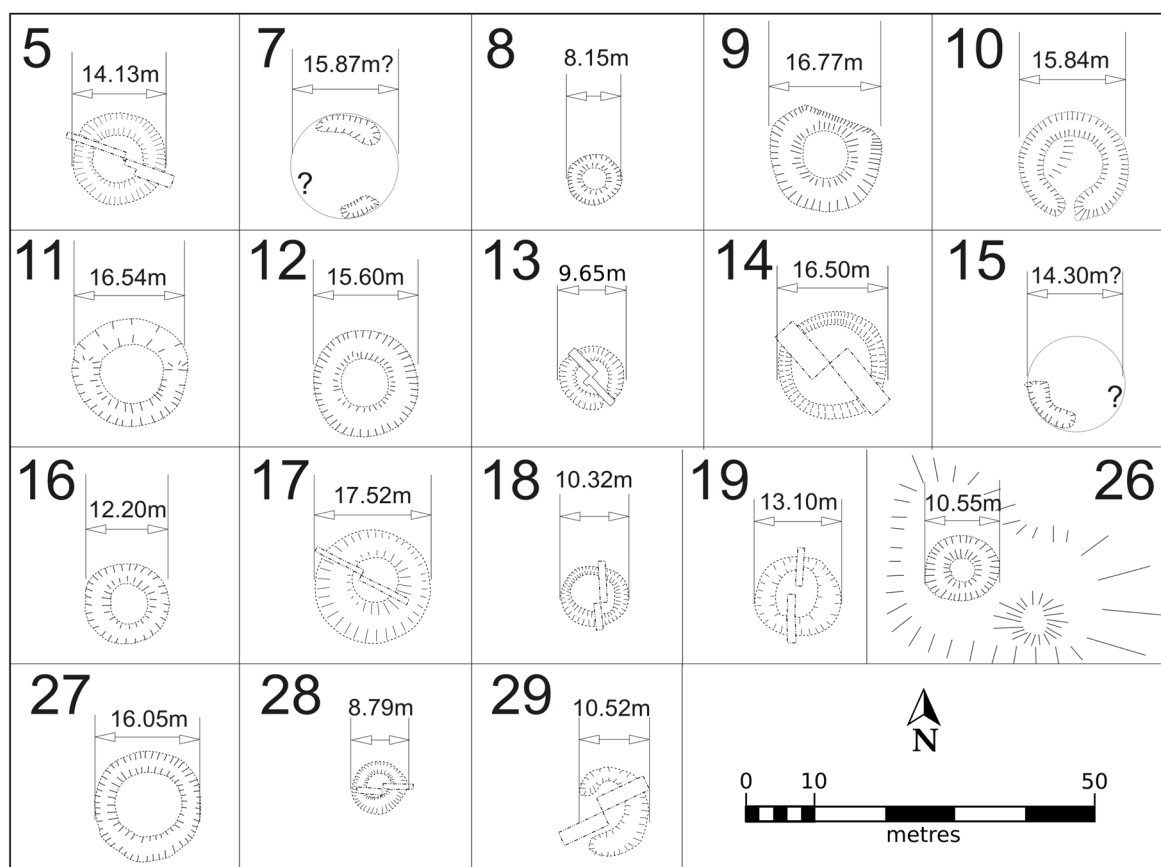 5
14.13m
7
15.87m?
?
8
8.15m
9
16.77m
10
15.84m
11
16.54m
12
15.60m
13
9.65m
14
16.50m
15
14.30m?
?
16
12.20m
17
17.52m
18
10.32m
19
13.10m
26
10.55m
27
16.05m
28
8.79m
29
10.52m
N
0 10 50
metres